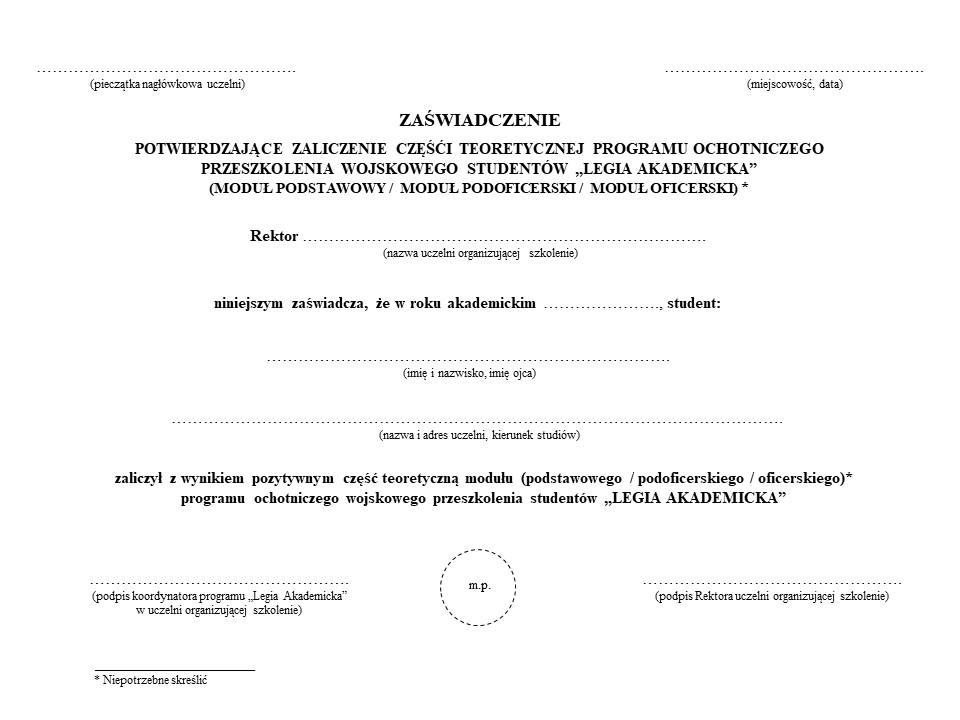 ……………………………………………. …………………………………………….
(pieczątka nagłówkowa uczelni) (miejscowość, data)
ZAŚWIADCZENIE
POTWIERDZAJĄCE ZALICZENIE CZĘŚĆI TEORETYCZNEJ PROGRAMU OCHOTNICZEGO
PRZESZKOLENIA WOJSKOWEGO STUDENTÓW „LEGIA AKADEMICKA”
(MODUŁ PODSTAWOWY / MODUŁ PODOFICERSKI / MODUŁ OFICERSKI) *
Rektor ………………………………………………………………….
(nazwa uczelni organizującej szkolenie)
niniejszym zaświadcza, że w roku akademickim …………………., student:
………………………………………………………………….
(imię i nazwisko, imię ojca)
…………………………………………………………………………………………………….
(nazwa i adres uczelni, kierunek studiów)
zaliczył z wynikiem pozytywnym część teoretyczną modułu (podstawowego / podoficerskiego / oficerskiego)*
programu ochotniczego wojskowego przeszkolenia studentów „LEGIA AKADEMICKA”
m.p.
……………………………………………. …………………………………………….
(podpis koordynatora programu „Legia Akademicka” (podpis Rektora uczelni organizującej szkolenie)
w uczelni organizującej szkolenie)
* Niepotrzebne skreślić